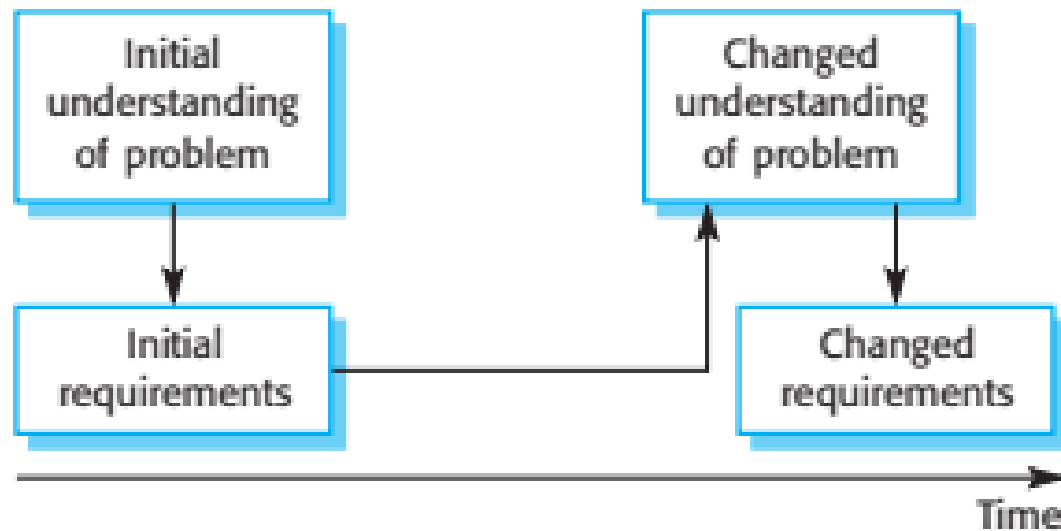 Initial
understanding
of problem
Changed
understanding
of problem
Initial
requirements
Changed
requirements
Time